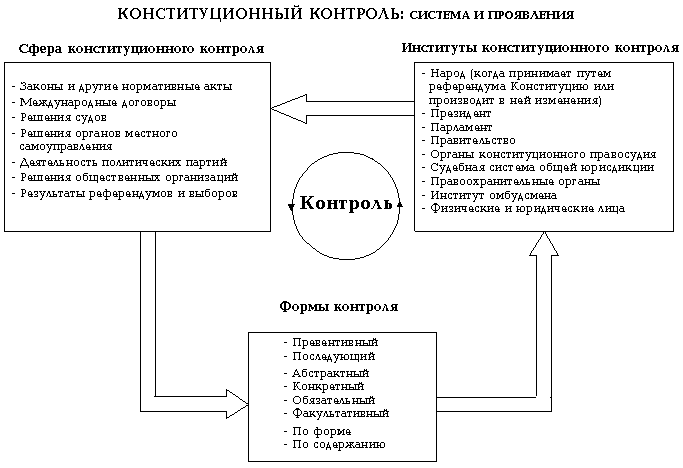 КОНСТИТУЦИОННЫЙ КОНТРОЛЬ: СИСТЕМА И ПРОЯВЛЕНИЯ
Сфера конституционного контроля
- Законы и другие нормативные акты
- Международные договоры
- Решения судов
- Решения органов местного
самоуправления
- Деятельность политических партий
- Решения общественных организаций
- Результаты референдумов и выборов
Институты конституционного контроля
- Народ (когда принимает путем
референдума Конституцию или
производит в ней изменения)
- Президент
- Парламент
- Правительство
- Органы конституционного правосудия
- Судебная система общей юрисдикции
- Правоохранительные органы
- Институт омбудсмена
- Физические и юридические лица
Контроль
Формы контроля
- Превентивный
- Последующий
- Абстрактный
- Конкретный
- Обязательный
- Факультативный
- По форме
- По содержанию